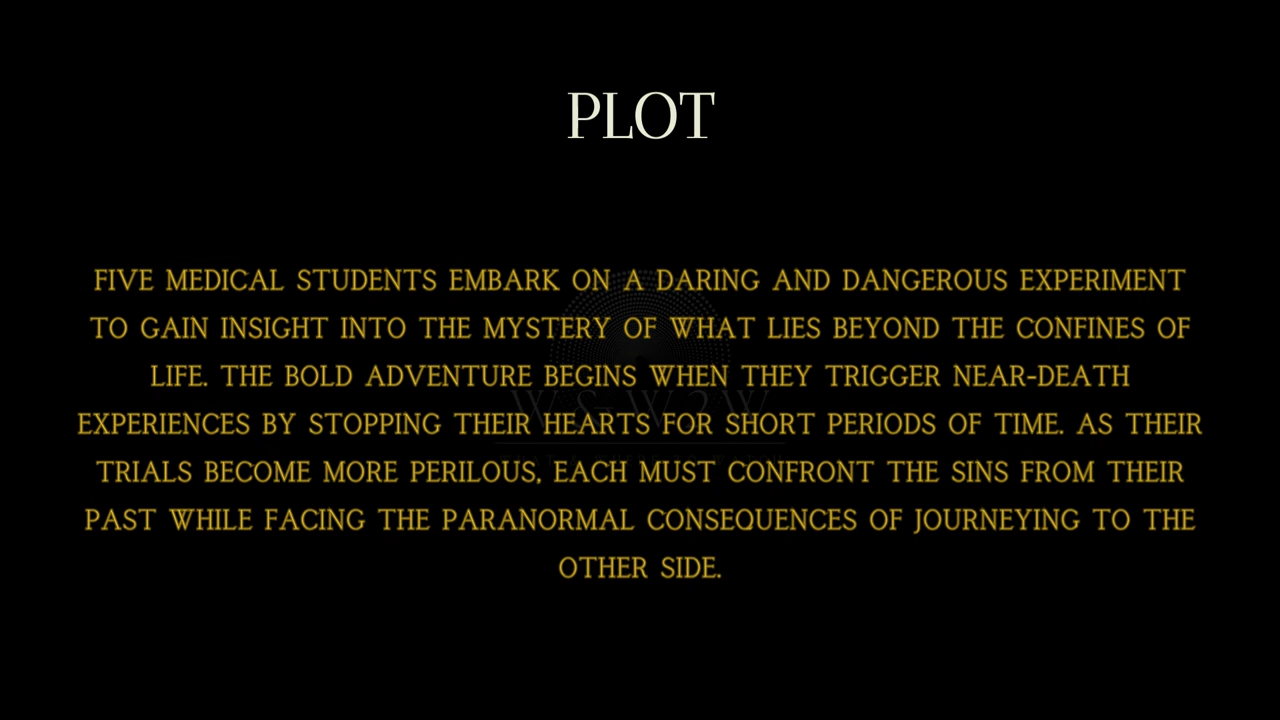 PLOT
FIVE MEDICAL STUDENTS EMBARK ON A DARING AND DANGEROUS EXPERIMENT
TO GAIN INSIGHT INTO THE MYSTERY OF WHAT LIES BEYOND THE CONFINES OF
LIFE. THE BOLD ADVENTURE BEGINS WHEN THEY TRIGGER NEAR-DEATH
EXPERIENCES BY STOPPING THEIR HEARTS FOR SHORT PERIODS OF TIME. AS THEIR
TRIALS BECOME MORE PERILOUS, EACH MUST CONFRONT THE SINS FROM THEIR
PAST WHILE FACING THE PARANORMAL CONSEQUENCES OF JOURNEYING TO THE
OTHER SIDE.
W&W2W